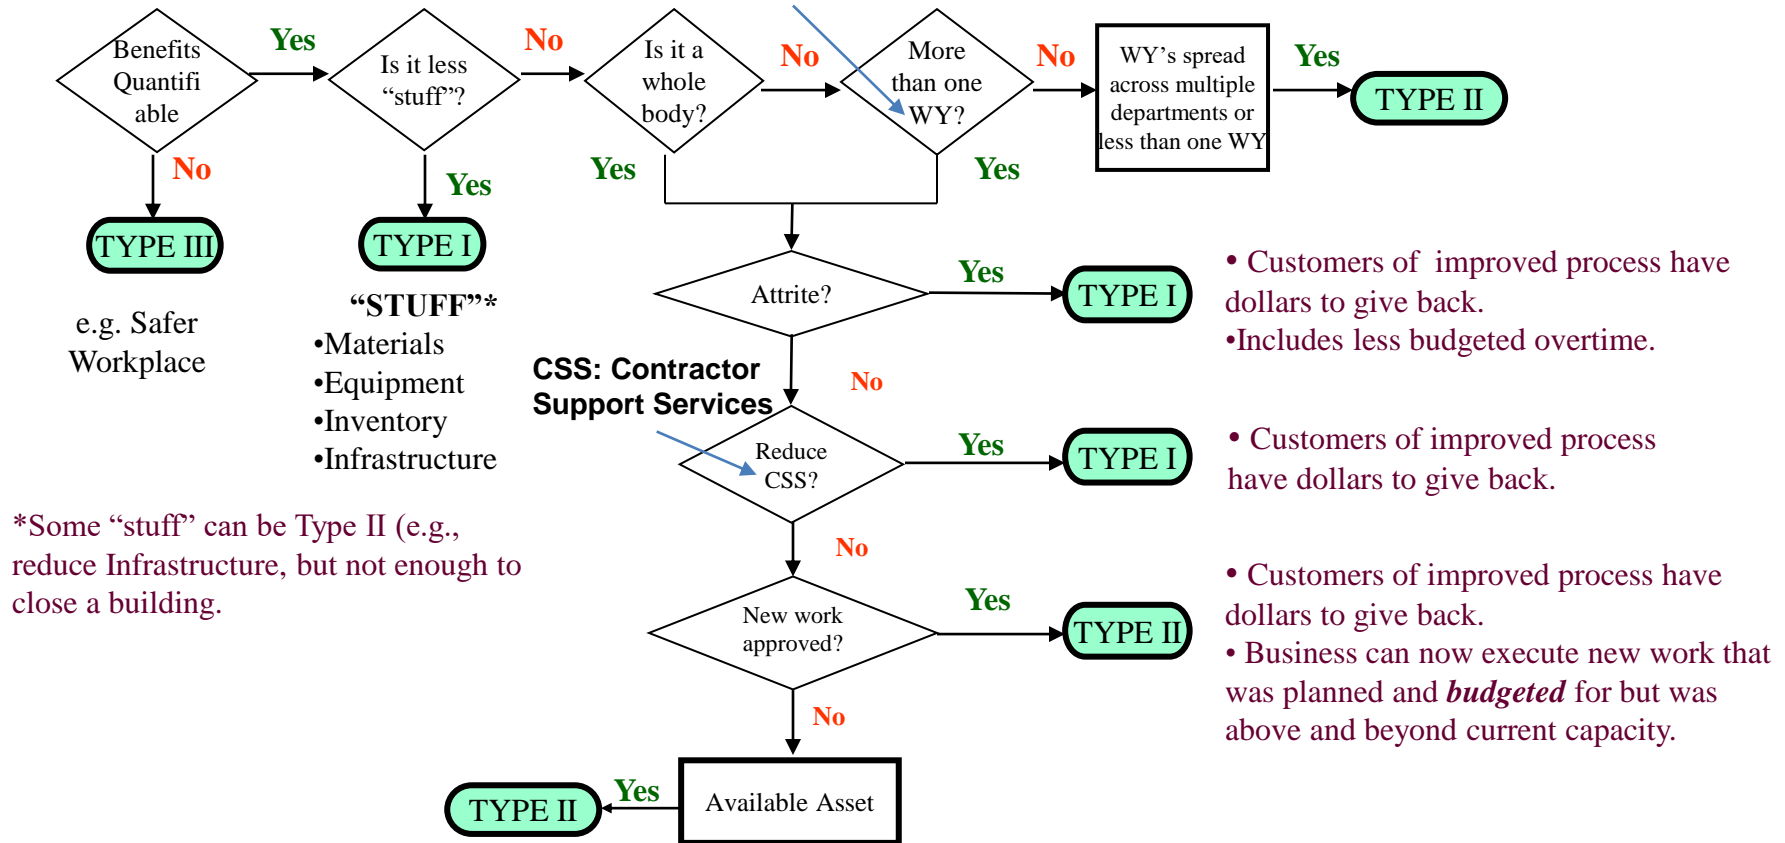 Benefits
Quantifi
able
Yes
Is it less
“stuff”?
No
Is it a
whole
body?
No
More
than one
WY?
No
WY’s spread
across multiple
departments or
less than one WY
Yes
TYPE II
No
Yes
Yes
Yes
TYPE III
TYPE I
e.g. Safer
Workplace
“STUFF”*
•Materials
•Equipment
•Inventory
•Infrastructure
*Some “stuff” can be Type II (e.g.,
reduce Infrastructure, but not enough to
close a building.
Attrite?
Yes
TYPE I
• Customers of improved process have
dollars to give back.
•Includes less budgeted overtime.
No
CSS: Contractor
Support Services
Reduce
CSS?
Yes
TYPE I
• Customers of improved process
have dollars to give back.
No
New work
approved?
Yes
TYPE II
• Customers of improved process have
dollars to give back.
• Business can now execute new work that
was planned and budgeted for but was
above and beyond current capacity.
No
Available Asset
Yes
TYPE II